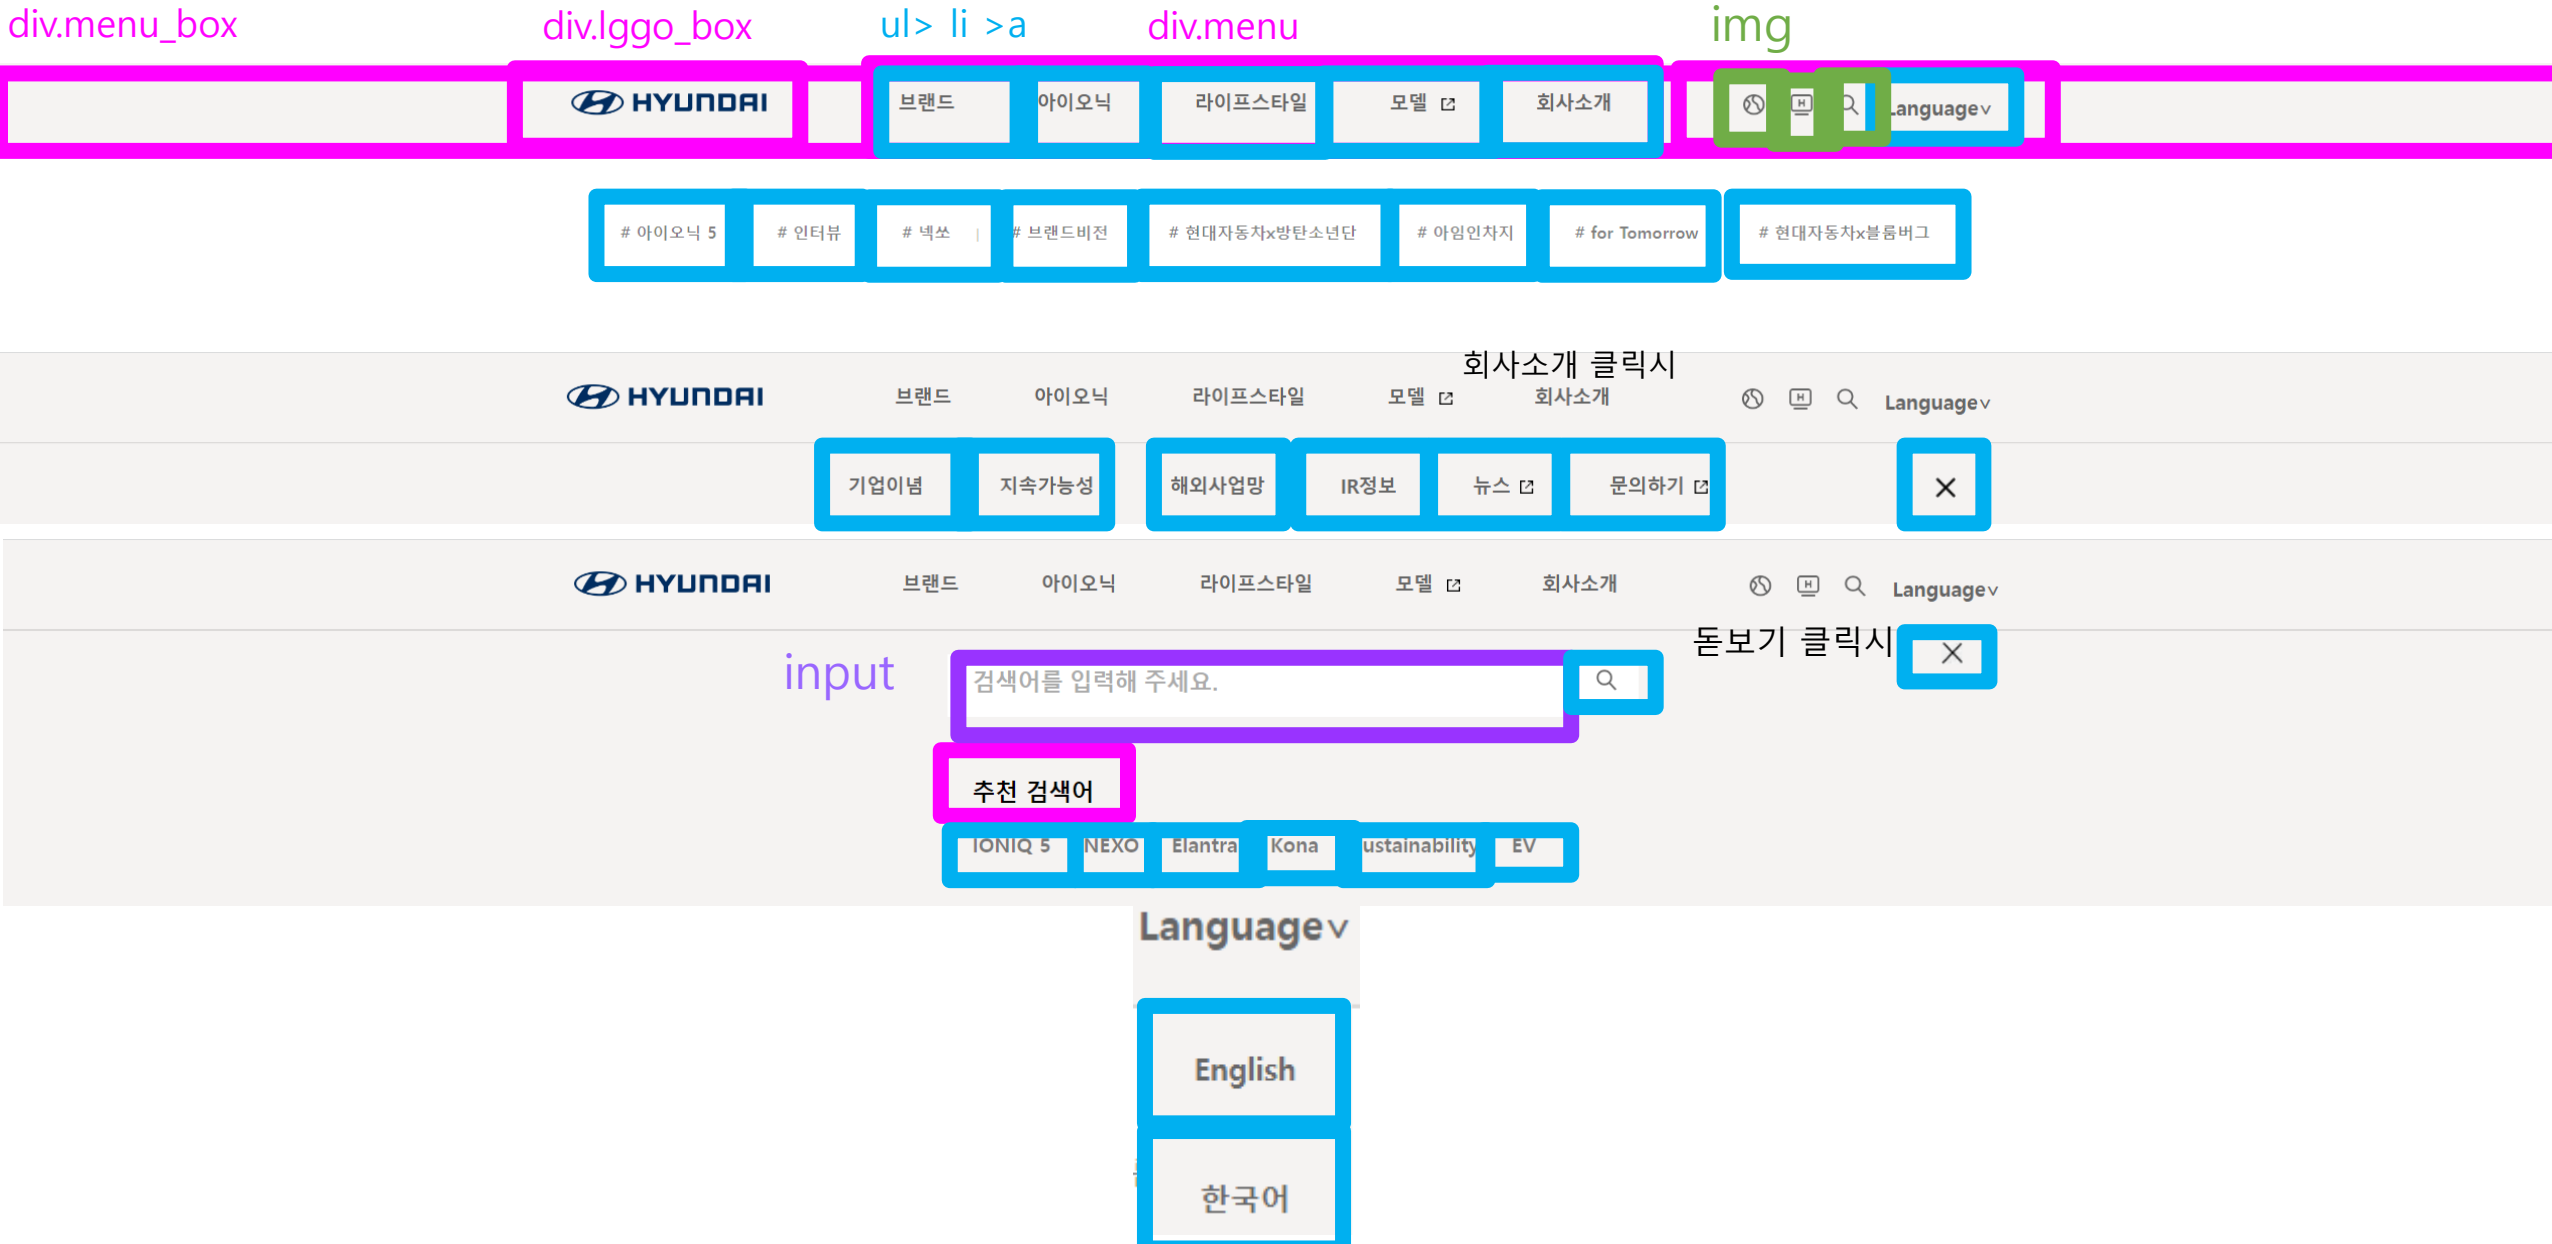 div.menu_box div.lggo_box ul> li >a div.menu img
HYUNDAI 브랜드 아이오닉 라이프스타일 모델 회사소개 Language
# 아이오닉 5 # 인터뷰 # 넥쏘 | # 브랜드비전 # 현대자동차x방탄소년단 # 아임인차지 # for Tomorrow # 현대자동차x블룸버그
회사소개 클릭시
HYUNDAI 브랜드 아이오닉 라이프스타일 모델 회사소개 Language
기업이념 지속가능성 해외사업망 IR정보 뉴스 문의하기
HYUNDAI 브랜드 아이오닉 라이프스타일 모델 회사소개 Language
돋보기 클릭시
input 검색어를 입력해 주세요.
추천 검색어
IONIQ 5 NEXO Elantra Kona ustainability EV
Language
English
한국어